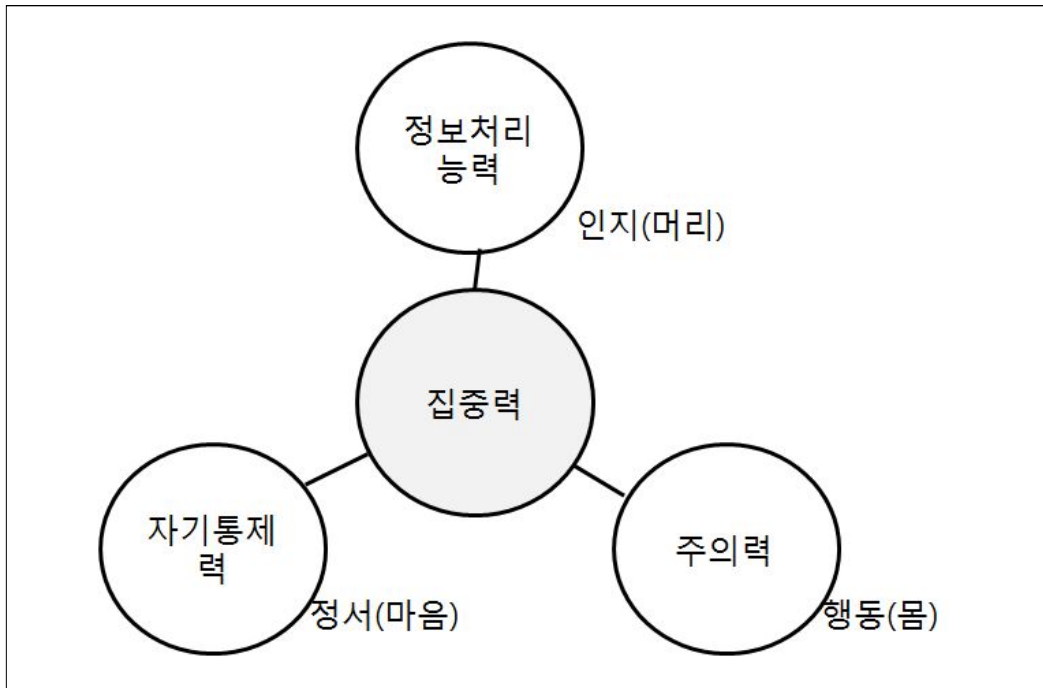 정보처리
능력
인지(머리)
집중력
자기통제
력
정서(마음)
주의력
행동(몸)